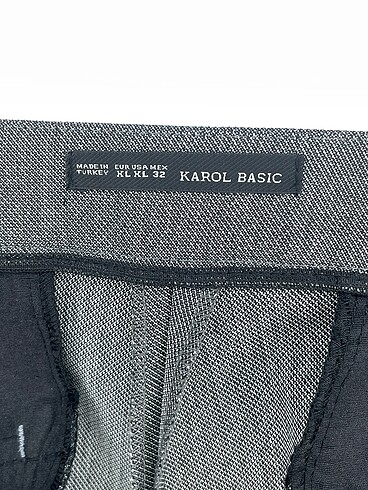 MADE IN EUR USA MEX
TURKEY XL XL 32 KAROL BASIC